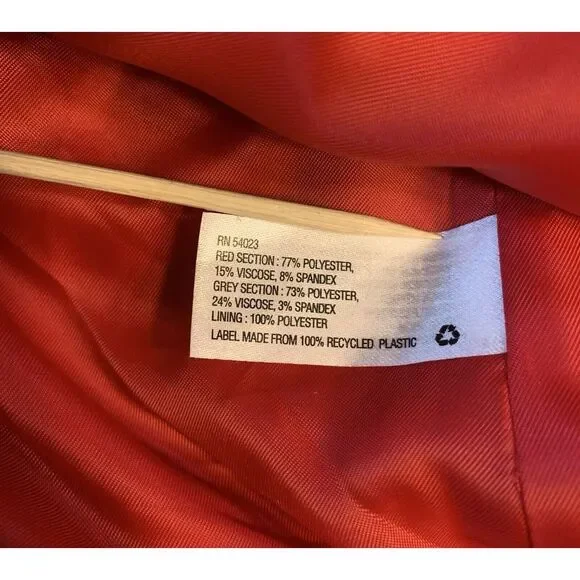 RN 54023
RED SECTION : 77% POLYESTER,
15% VISCOSE, 8% SPANDEX
GREY SECTION : 73% POLYESTER,
24% VISCOSE, 3% SPANDEX
LINING : 100% POLYESTER
LABEL MADE FROM 100% RECYCLED PLASTIC